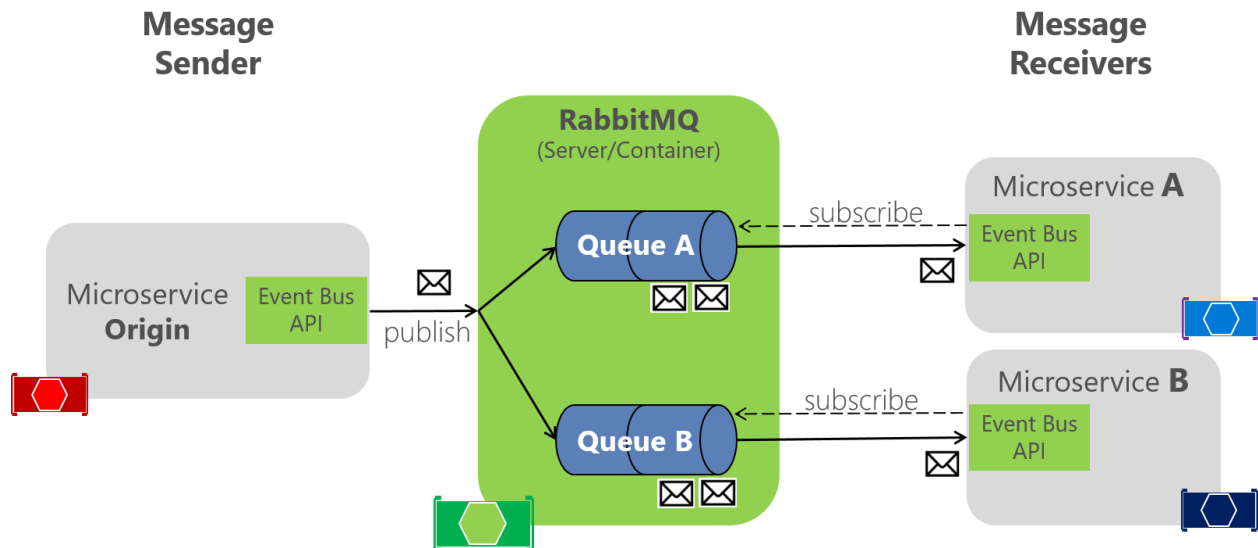 Message
Sender
Message
Receivers
RabbitMQ
(Server/Container)
Microservice
Origin
Event Bus
API
publish
Queue A
Queue B
subscribe
subscribe
Microservice A
Event Bus
API
Microservice B
Event Bus
API